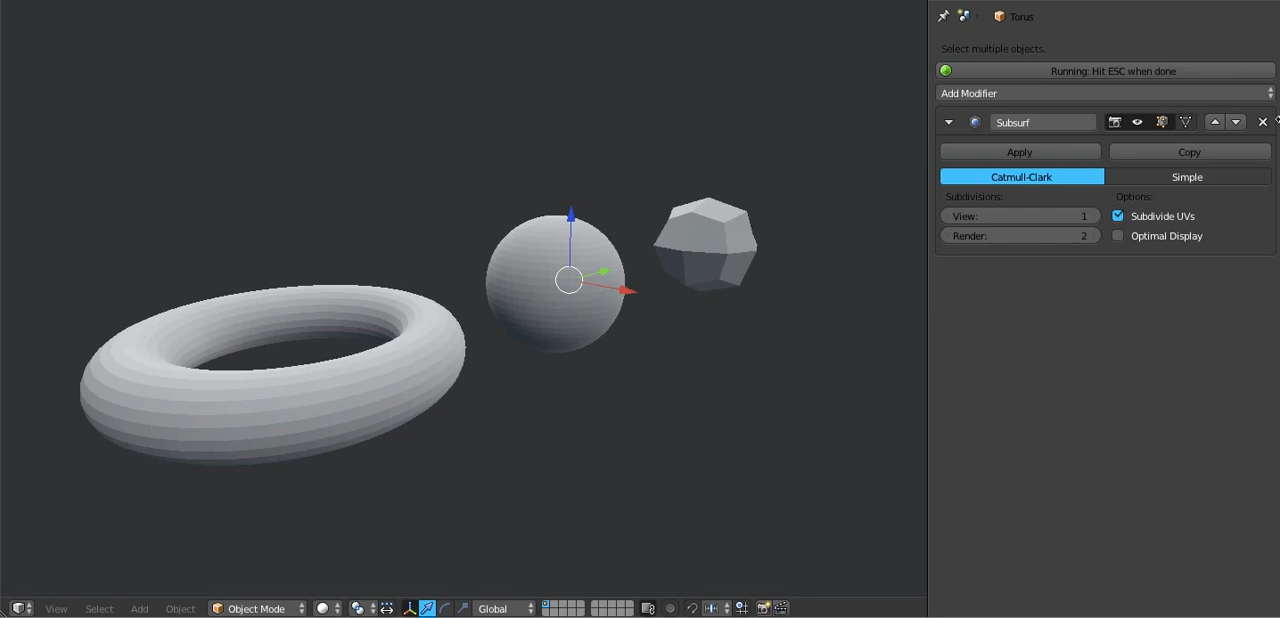 Torus
Select multiple objects.
Running: Hit ESC when done
Add Modifier
Subsurf
Apply Copy
Catmull-Clark Simple
Subdivisions: Options:
View: 1 Subdivide UVs
Render: 2 Optimal Display
View Select Add Object Object Mode Global